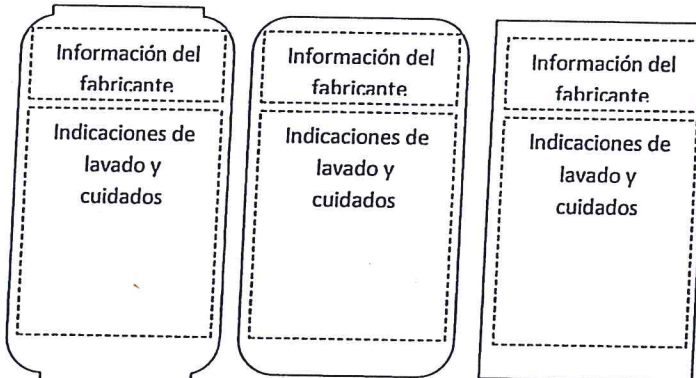 Información del
fabricante
Indicaciones de
lavado y
cuidados
Información del
fabricante
Indicaciones de
lavado y
cuidados
Información del
fabricante
Indicaciones de
lavado y
cuidados